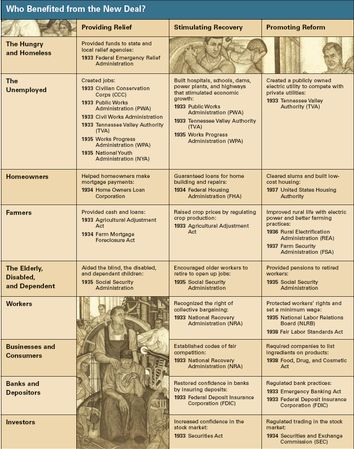 Who Benefited from the New Deal?
Providing Relief
Stimulating Recovery
Promoting Reform
The Hungry
and Homeless
Provided funds to state and
local relief agencies:
1933 Federal Emergency Relief
Administration
The
Unemployed
Created jobs:
1933 Civilian Conservation
Corps (CCC)
1933 Public Works
Administration (PWA)
1933 Civil Works Administration
1933 Tennessee Valley Authority
(TVA)
1935 Works Progress
Administration (WPA)
1935 National Youth
Administration (NYA)
Built hospitals, schools, dams,
power plants, and highways
that stimulated economic
growth:
1933 Public Works
Administration (PWA)
1933 Tennessee Valley Authority
(TVA)
1935 Works Progress
Administration (WPA)
Created a publicly owned
electric utility to compete with
private utilities:
1933 Tennessee Valley
Authority (TVA)
Homeowners
Helped homeowners make
mortgage payments:
1934 Home Owners Loan
Corporation
Guaranteed loans for home
building and repairs:
1934 Federal Housing
Administration (FHA)
Cleared slums and built low-
cost housing:
1937 United States Housing
Authority
Farmers
Provided cash and loans:
1933 Agricultural Adjustment
Act
1934 Farm Mortgage
Foreclosure Act
Raised crop prices by regulating
crop production:
1933 Agricultural Adjustment
Act
Improved rural life with electric
power and better farming
practices:
1936 Rural Electrification
Administration (REA)
1937 Farm Security
Administration (FSA)
The Elderly,
Disabled,
and Dependent
Aided the blind, the disabled,
and dependent children:
1935 Social Security
Administration
Encouraged older workers to
retire to open up jobs:
1935 Social Security
Administration
Provided pensions to retired
workers:
1935 Social Security
Administration
Workers
Recognized the right of
collective bargaining:
1933 National Recovery
Administration (NRA)
Protected workers' rights and
set a minimum wage:
1935 National Labor Relations
Board (NLRB)
1938 Fair Labor Standards Act
Businesses and
Consumers
Established codes of fair
competition:
1933 National Recovery
Administration (NRA)
Required companies to list
ingredients on products:
1938 Food, Drug, and Cosmetic
Act
Banks and
Depositors
Restored confidence in banks
by insuring deposits:
1933 Federal Deposit Insurance
Corporation (FDIC)
Regulated bank practices:
1933 Emergency Banking Act
1933 Federal Deposit Insurance
Corporation (FDIC)
Investors
Increased confidence in the
stock market:
1933 Securities Act
Regulated trading in the stock
market:
1934 Securities and Exchange
Commission (SEC)